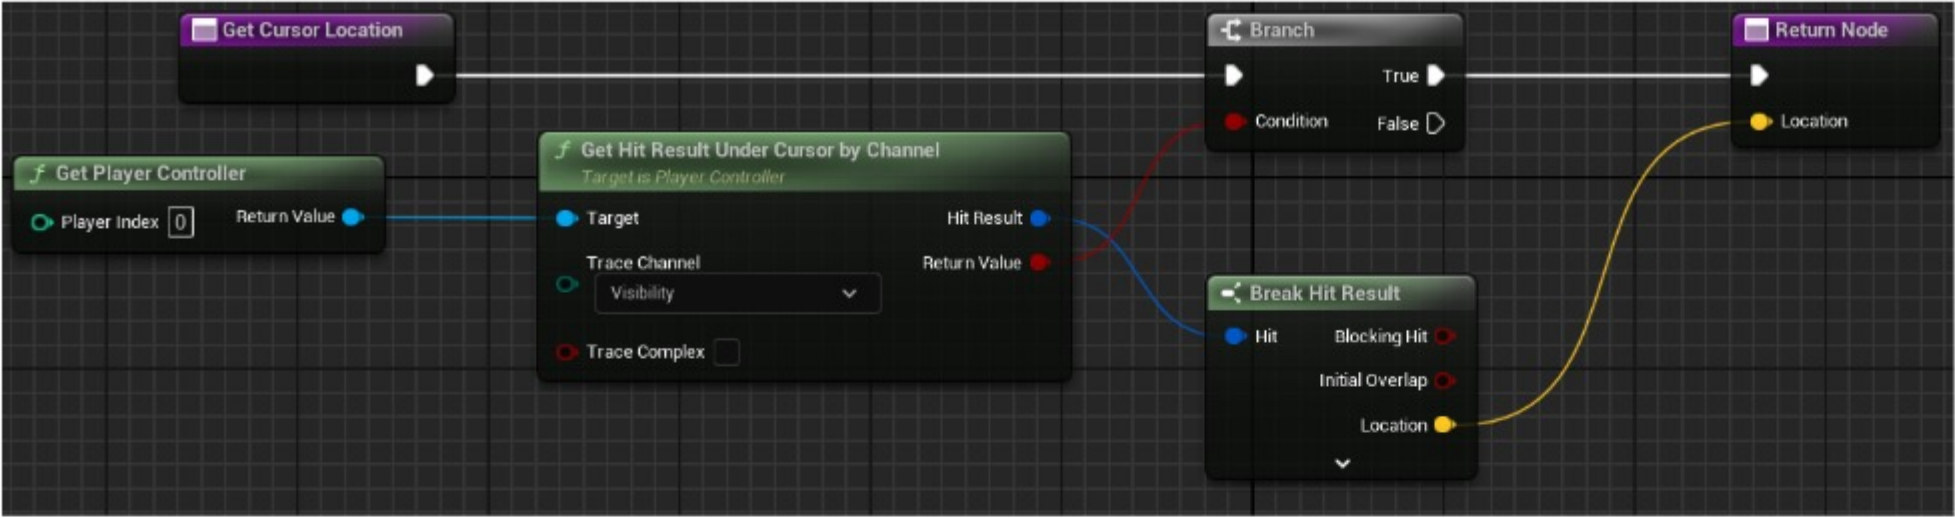 Get Cursor Location
Branch
True
Condition
False
Return Node
Location
Get Player Controller
Player Index 0
Return Value
f Get Hit Result Under Cursor by Channel
Target is Player Controller
Target
Hit Result
Trace Channel
Return Value
Visibility
Trace Complex
Break Hit Result
Hit
Blocking Hit
Initial Overlap
Location